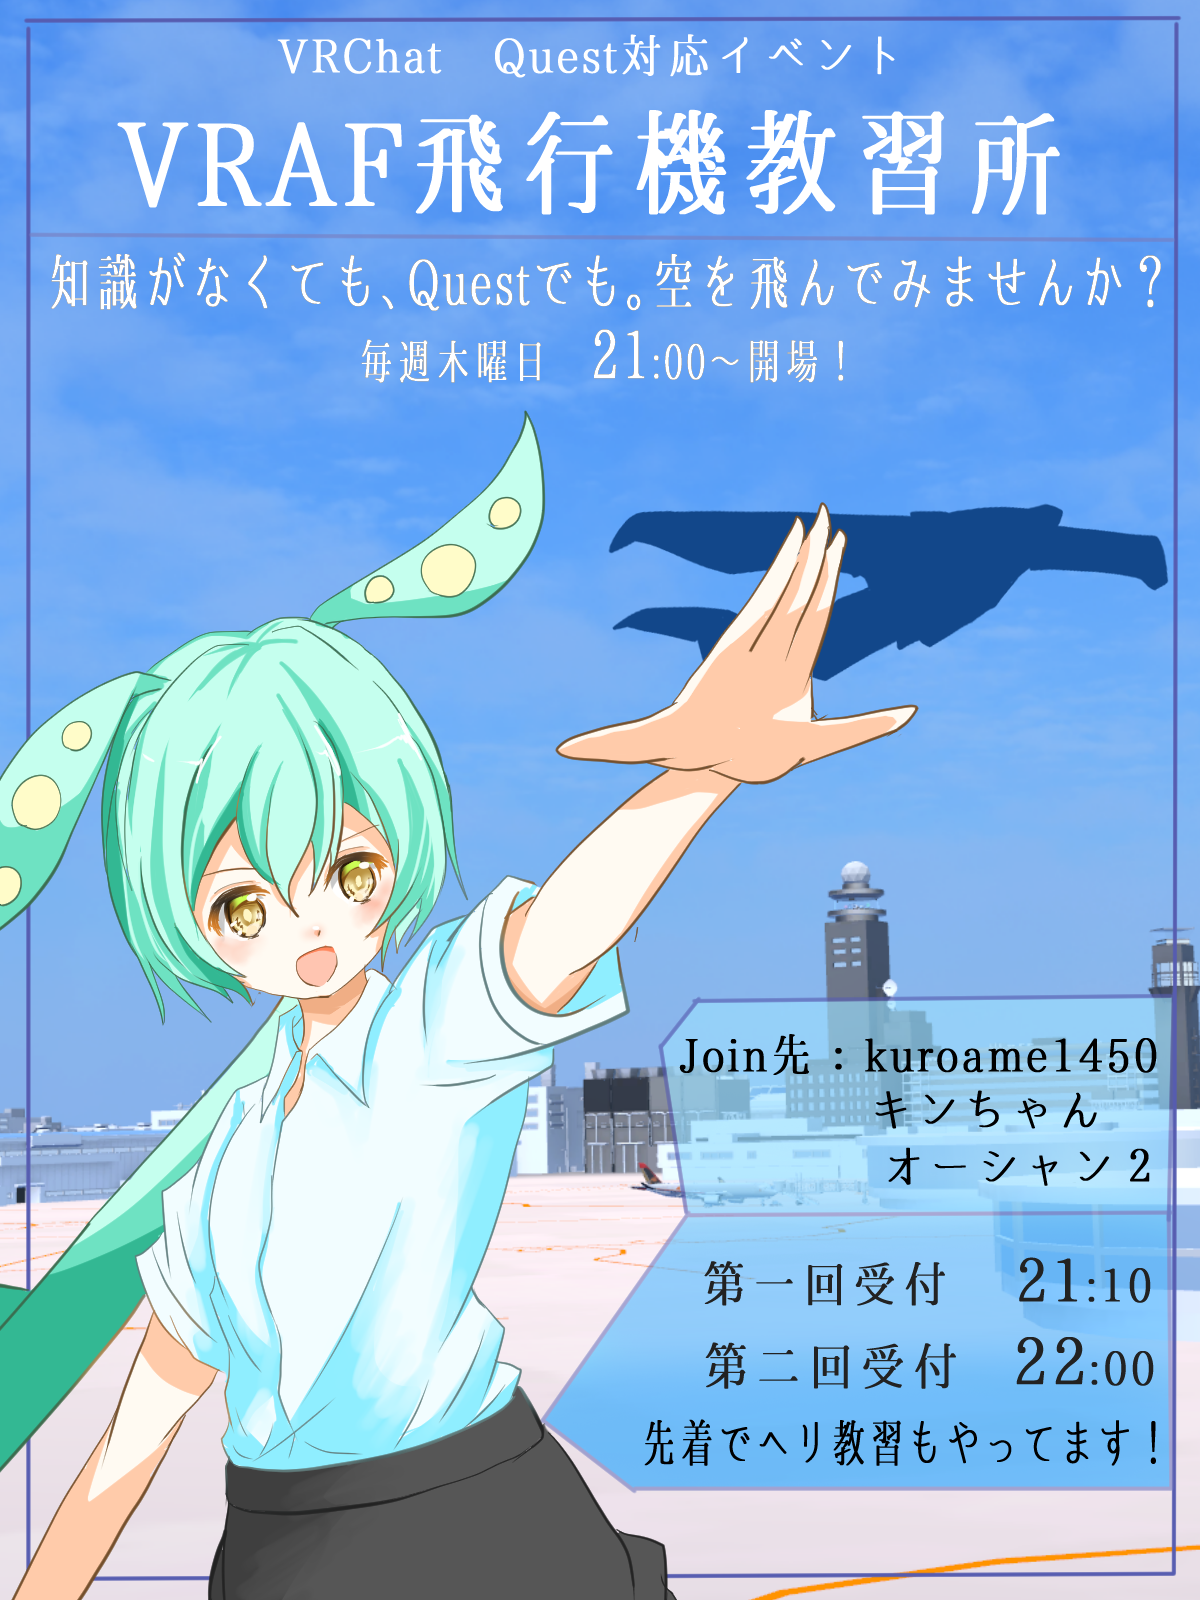 VRChat　Quest対応イベント
VRAF飛行機教習所
知識がなくても、Questでも。空を飛んでみませんか？
毎週木曜日　21:00～開場！
Join先：kuroame1450
キンちゃん
オーシャン２
第一回受付　21:10
第二回受付　22:00
先着でヘリ教習もやってます！